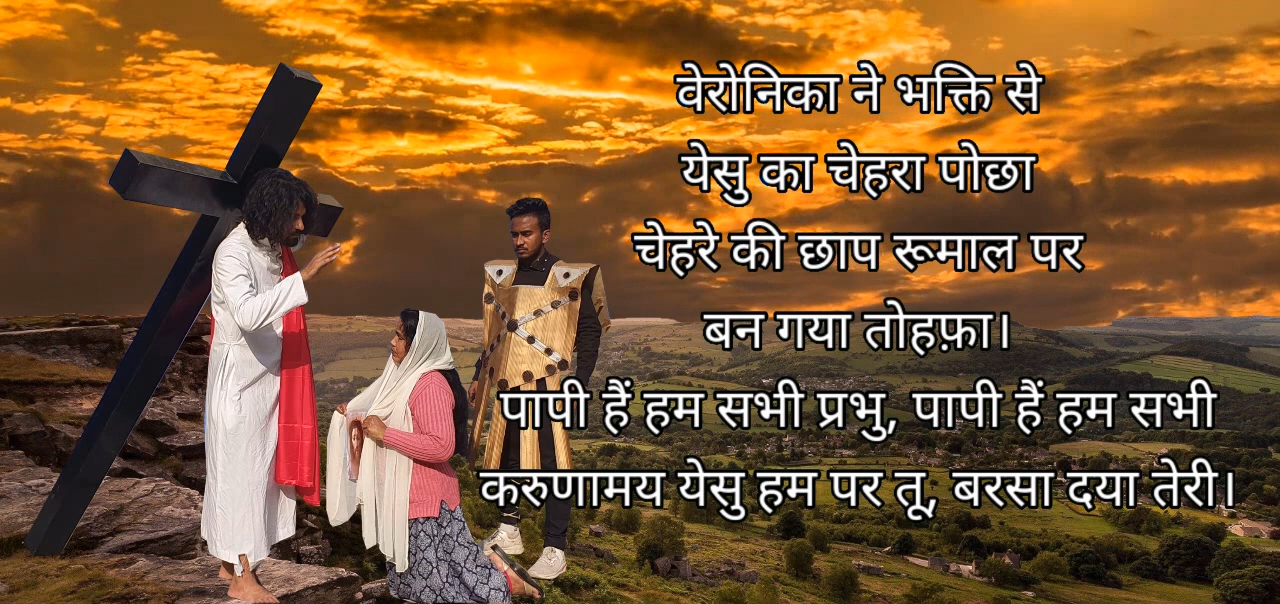 वेरोनिका ने भक्ति से
येसु का चेहरा पोछा
चेहरे की छाप रूमाल पर
बन गया तोहफ़ा।
पापी हैं हम सभी प्रभु, पापी हैं हम सभी
करुणामय येसु हम पर तू, बरसा दया तेरी।